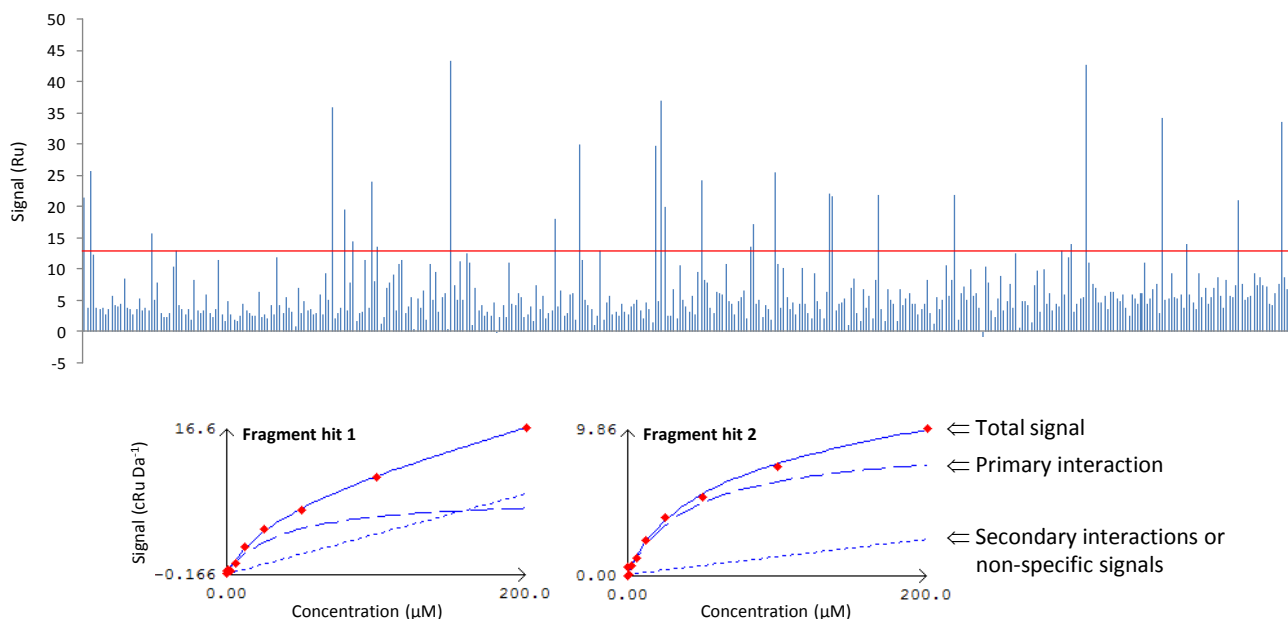 50
45
40
35
30
25
20
15
10
5
0
-5
Signal (Ru)
16.6
Fragment hit 1
Signal (cRu Da⁻¹)
-0.166
0.00
200.0
Concentration (µM)
9.86
Fragment hit 2
0.00
0.00
200.0
Concentration (µM)
⇐ Total signal
⇐ Primary interaction
⇐ Secondary interactions or
non-specific signals